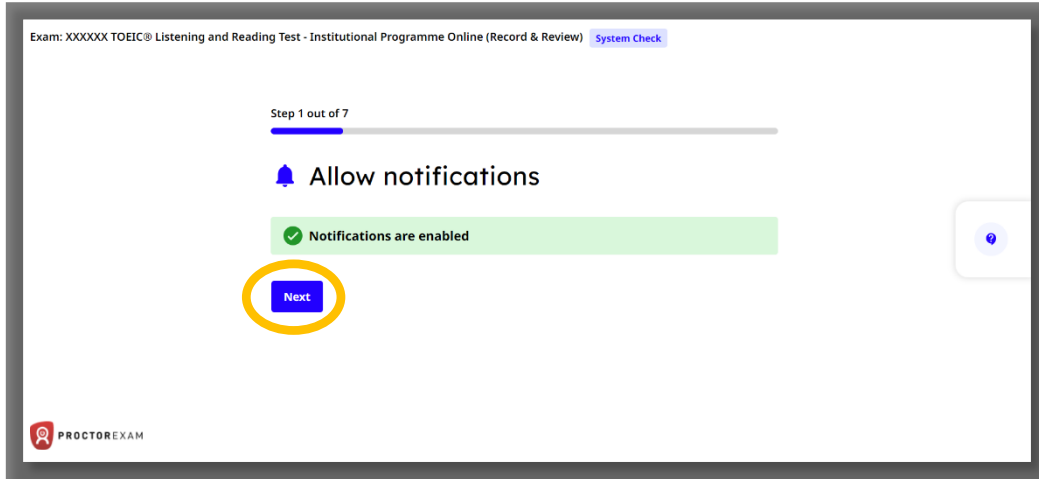 Exam: XXXXXX TOEIC® Listening and Reading Test - Institutional Programme Online (Record & Review) System Check
Step 1 out of 7
Allow notifications
Notifications are enabled
Next
PROCTOREXAM